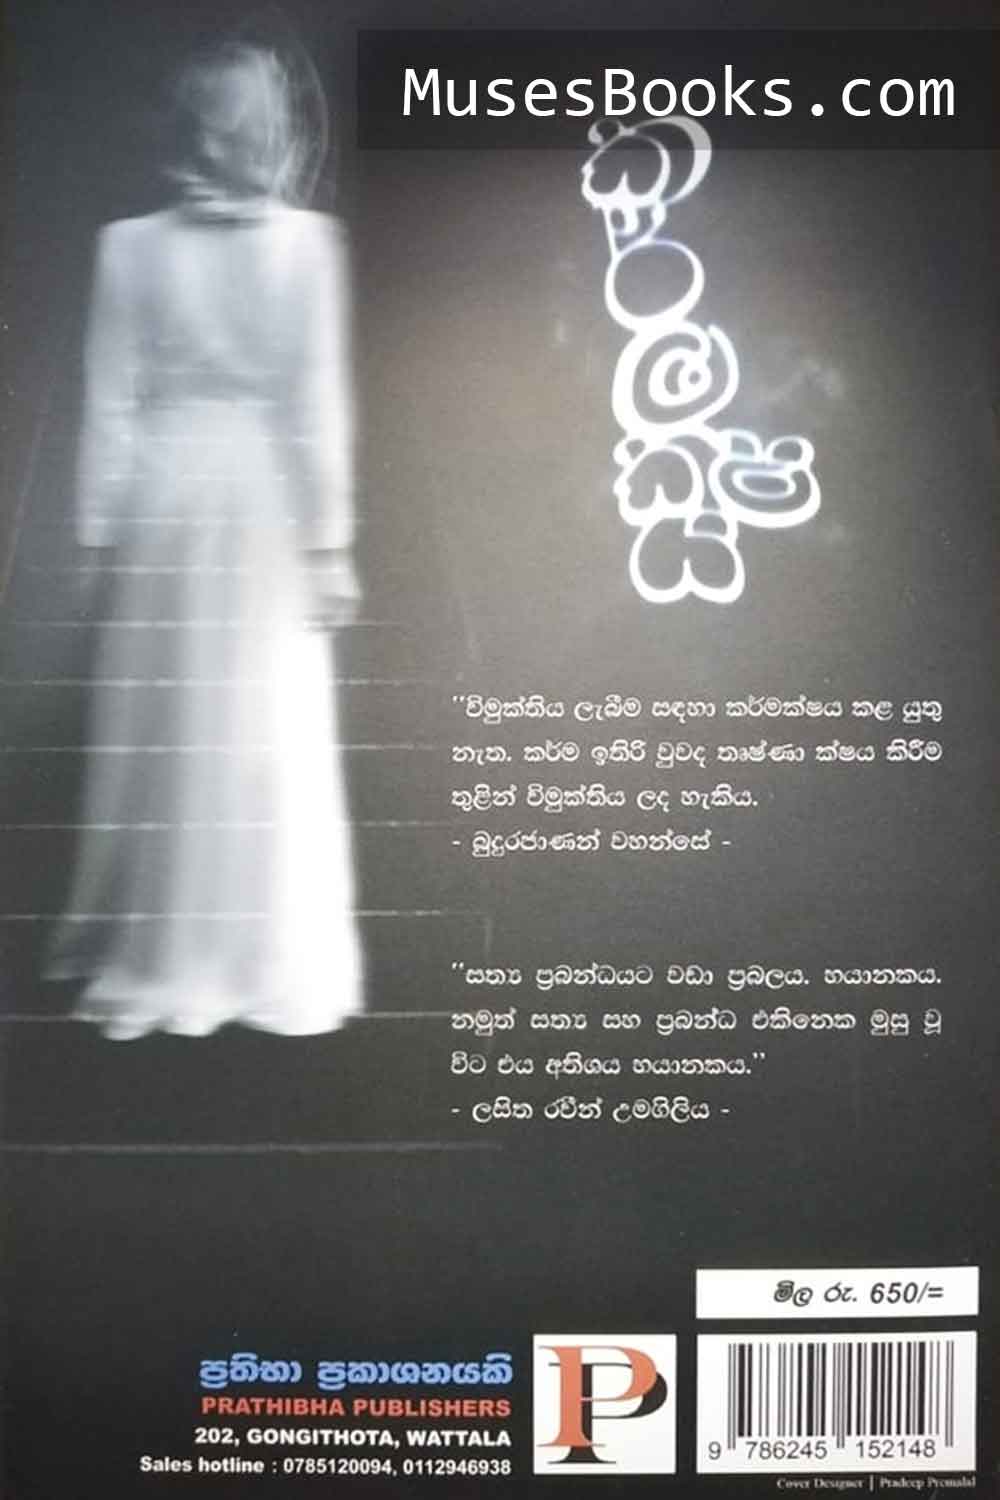 MusesBooks.com
කාර්මක්ෂය
"විමුක්තිය ලැබීම සඳහා කර්මක්ෂය කළ යුතු
නැත. කර්ම ඉතිරි වුවද තෘෂ්ණා ක්ෂය කිරීම
තුළින් විමුක්තිය ලද හැකිය.
- බුදුරජාණන් වහන්සේ -
"සත්‍ය ප්‍රබන්ධයට වඩා ප්‍රබලය. භයානකය.
නමුත් සත්‍ය සහ ප්‍රබන්ධ එකිනෙක මුසු වූ
විට එය අතිශය භයානකය."
- ලසිත රවීන් උමගිලිය -
මිල රු. 650/=
ප්‍රතිභා ප්‍රකාශනයකි
PRATHIBHA PUBLISHERS
202, GONGITHOTA, WATTALA
Sales hotline : 0785120094, 0112946938
P
9 786245 152148
Cover Designer | Pradeep Premalal